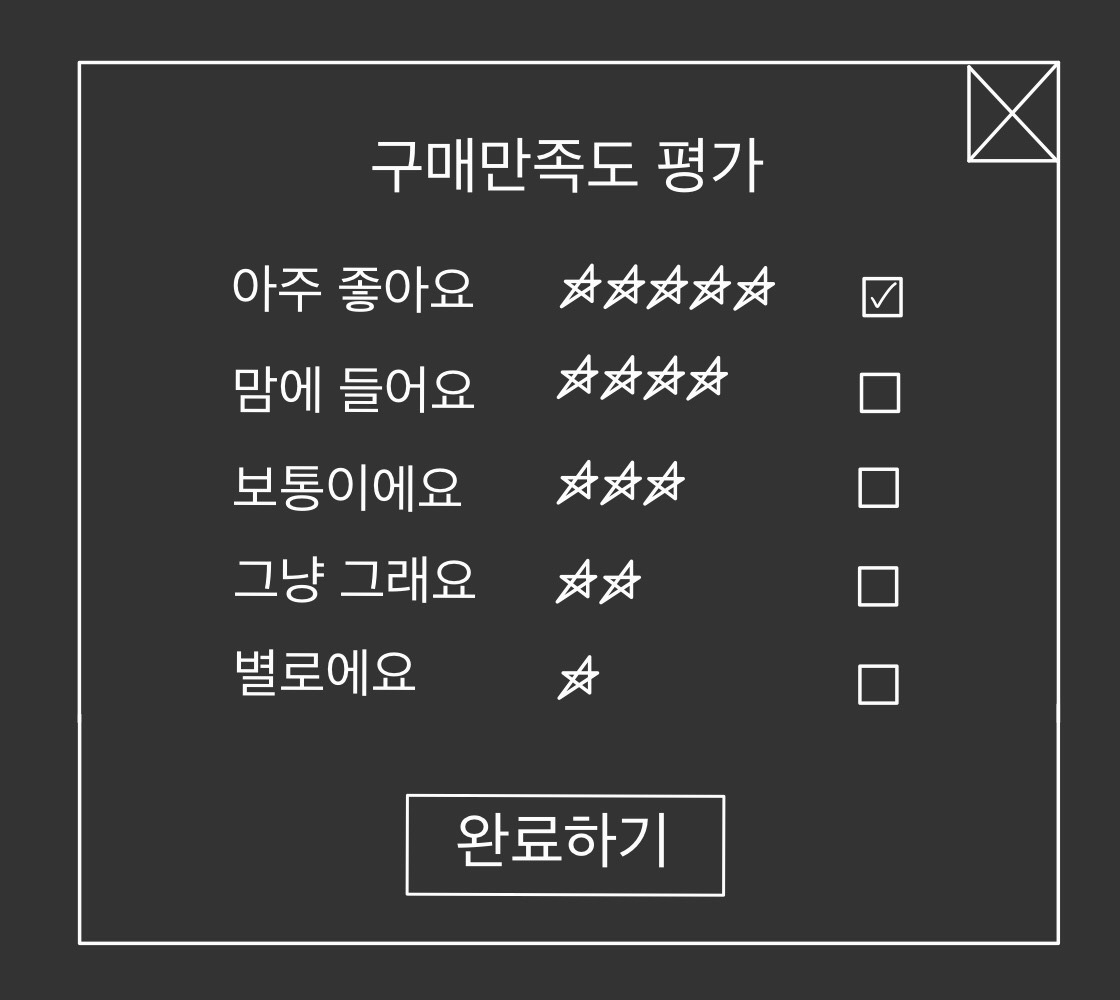 구매만족도 평가
아주 좋아요
맘에 들어요
보통이에요
그냥 그래요
별로에요
완료하기